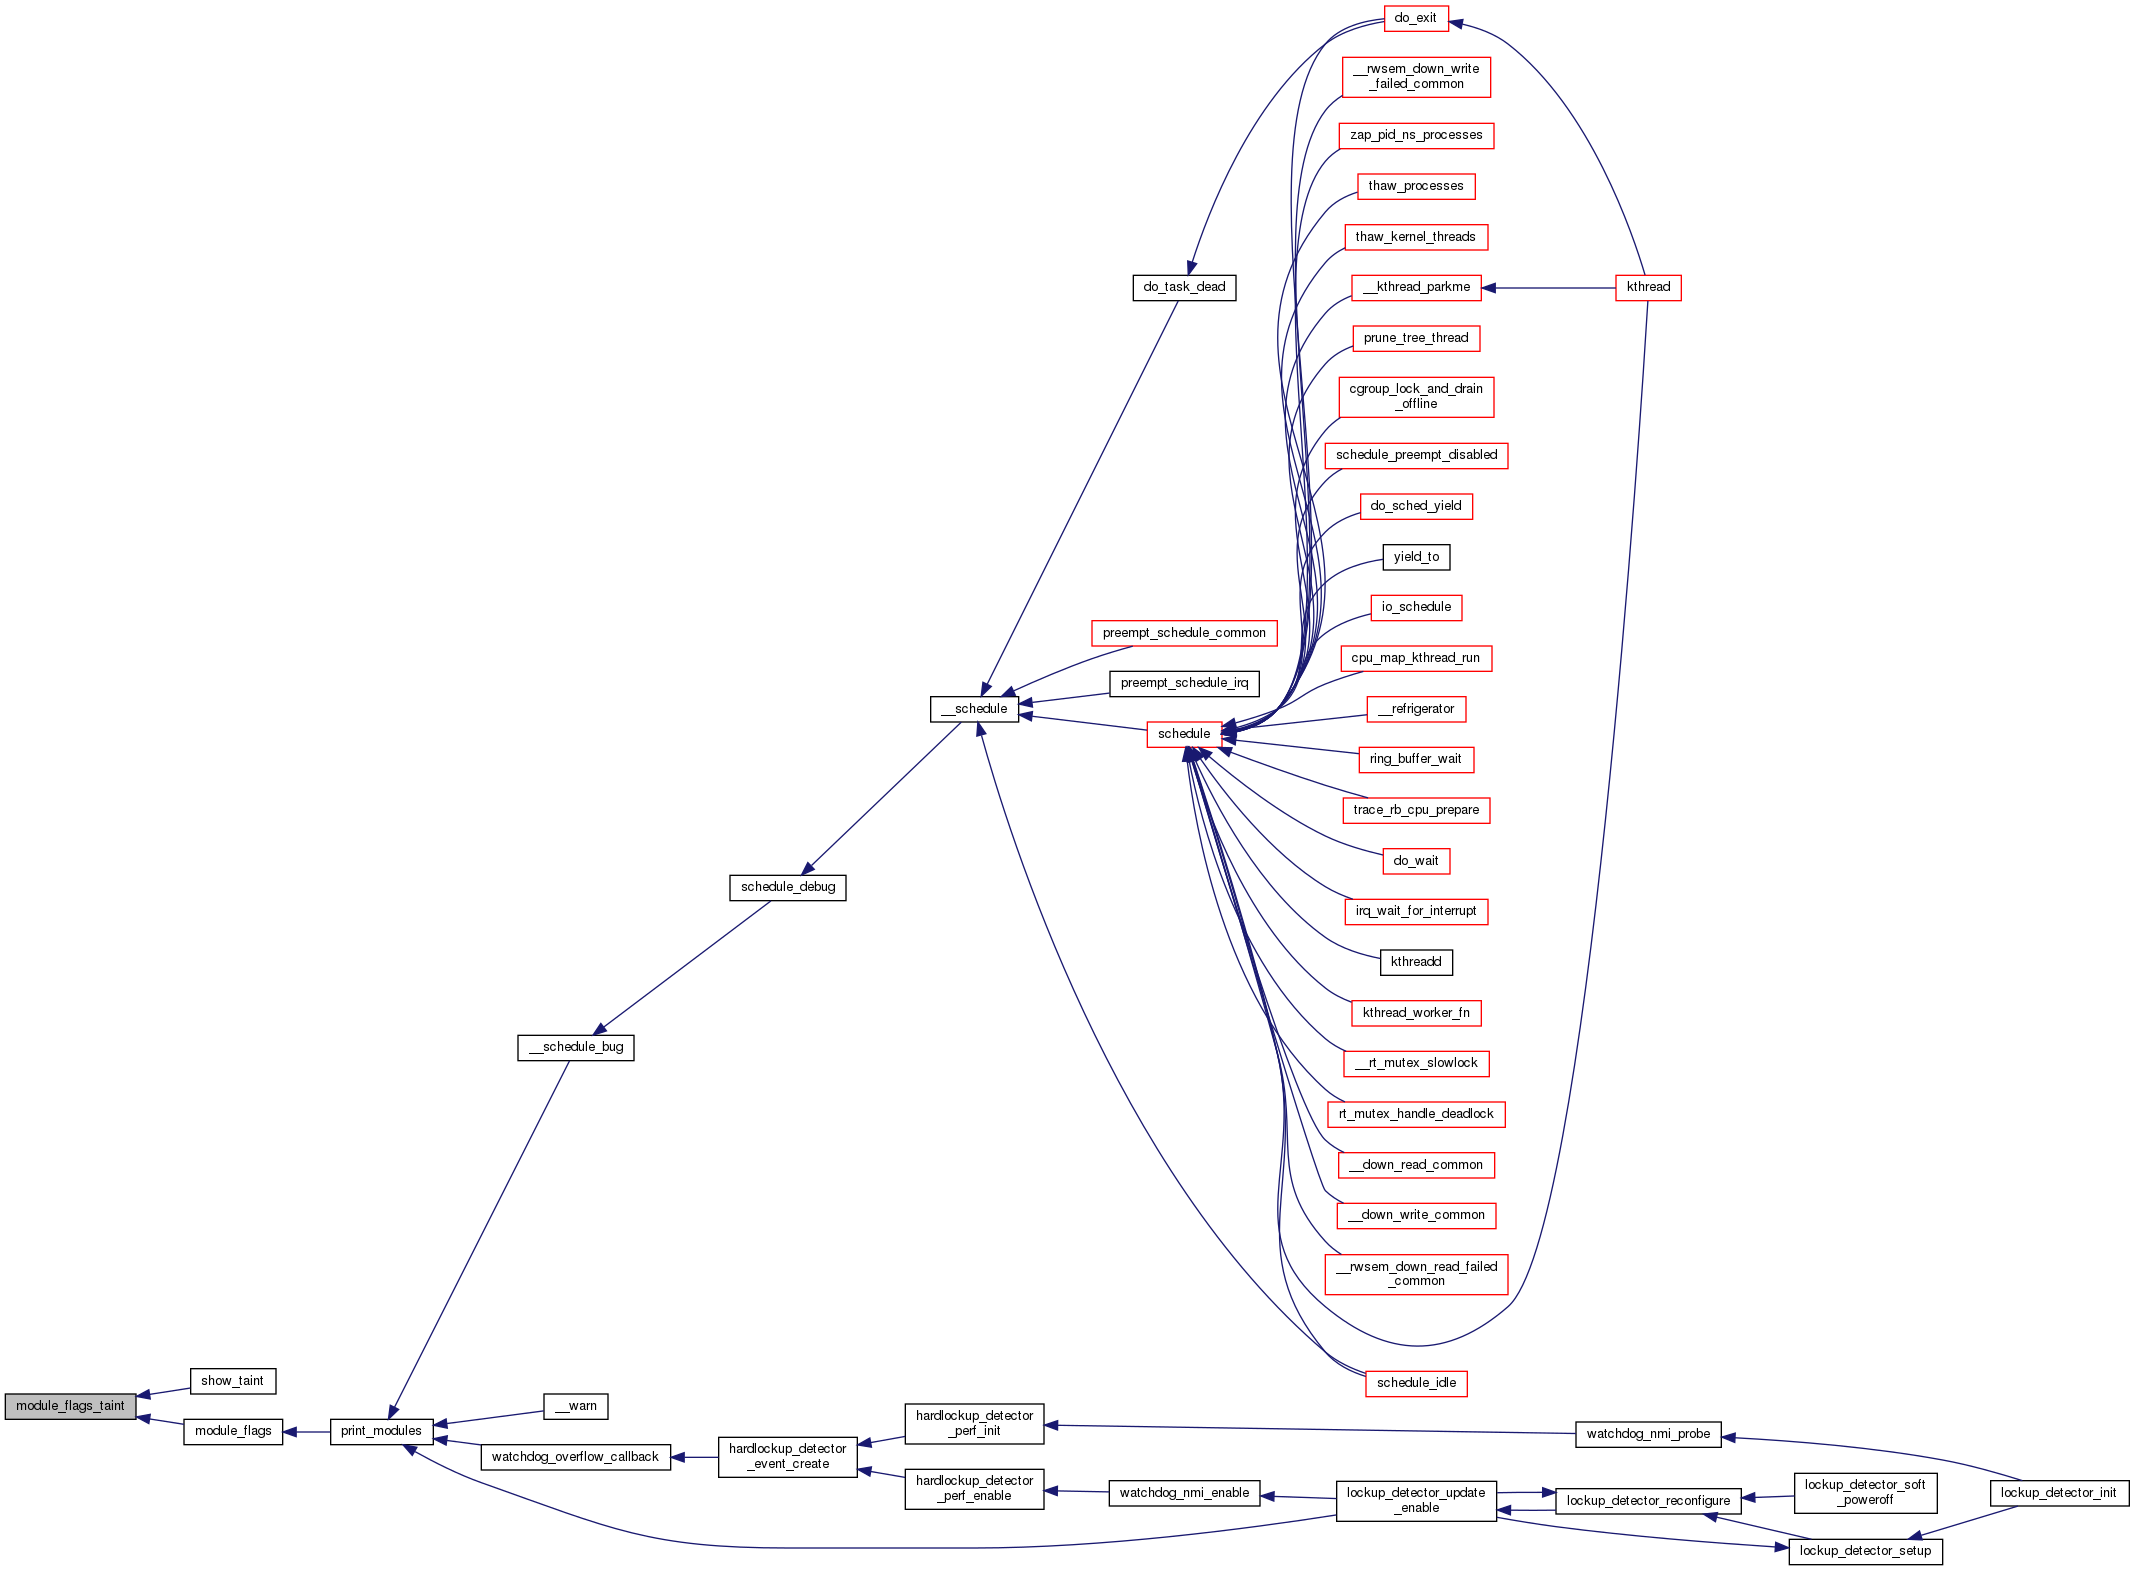 do_exit
__rwsem_down_write
_failed_common
zap_pid_ns_processes
thaw_processes
thaw_kernel_threads
do_task_dead
__kthread_parkme
kthread
prune_tree_thread
cgroup_lock_and_drain
_offline
schedule_preempt_disabled
do_sched_yield
yield_to
io_schedule
preempt_schedule_common
cpu_map_kthread_run
preempt_schedule_irq
__schedule
__refrigerator
schedule
ring_buffer_wait
trace_rb_cpu_prepare
do_wait
schedule_debug
irq_wait_for_interrupt
kthreadd
kthread_worker_fn
__schedule_bug
__rt_mutex_slowlock
rt_mutex_handle_deadlock
__down_read_common
__down_write_common
__rwsem_down_read_failed
_common
show_taint
schedule_idle
module_flags_taint
__warn
module_flags
print_modules
hardlockup_detector
_perf_init
watchdog_nmi_probe
watchdog_overflow_callback
hardlockup_detector
_event_create
hardlockup_detector
_perf_enable
watchdog_nmi_enable
lockup_detector_update
_enable
lockup_detector_reconfigure
lockup_detector_soft
_poweroff
lockup_detector_init
lockup_detector_setup